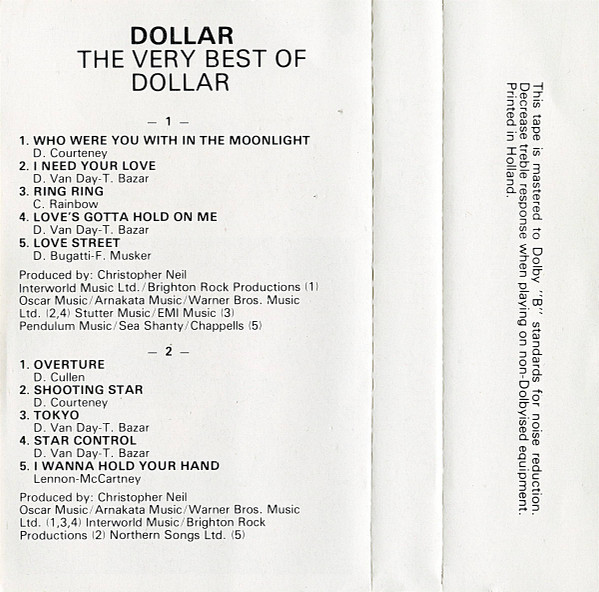 DOLLAR
THE VERY BEST OF
DOLLAR
– 1 –
1. WHO WERE YOU WITH IN THE MOONLIGHT
D. Courteney
2. I NEED YOUR LOVE
D. Van Day-T. Bazar
3. RING RING
C. Rainbow
4. LOVE'S GOTTA HOLD ON ME
D. Van Day-T. Bazar
5. LOVE STREET
D. Bugatti-F. Musker
Produced by: Christopher Neil
Interworld Music Ltd./Brighton Rock Productions (1)
Oscar Music/Arnakata Music/Warner Bros. Music
Ltd. (2,4) Stutter Music/EMI Music (3)
Pendulum Music/Sea Shanty/Chappells (5)
– 2 –
1. OVERTURE
D. Cullen
2. SHOOTING STAR
D. Courteney
3. TOKYO
D. Van Day-T. Bazar
4. STAR CONTROL
D. Van Day-T. Bazar
5. I WANNA HOLD YOUR HAND
Lennon-McCartney
Produced by: Christopher Neil
Oscar Music/Arnakata Music/Warner Bros. Music
Ltd. (1,3,4) Interworld Music/Brighton Rock
Productions (2) Northern Songs Ltd. (5)
This tape is mastered to Dolby "B" standards for noise reduction.
Decrease treble response when playing on non-Dolbyised equipment.
Printed in Holland.